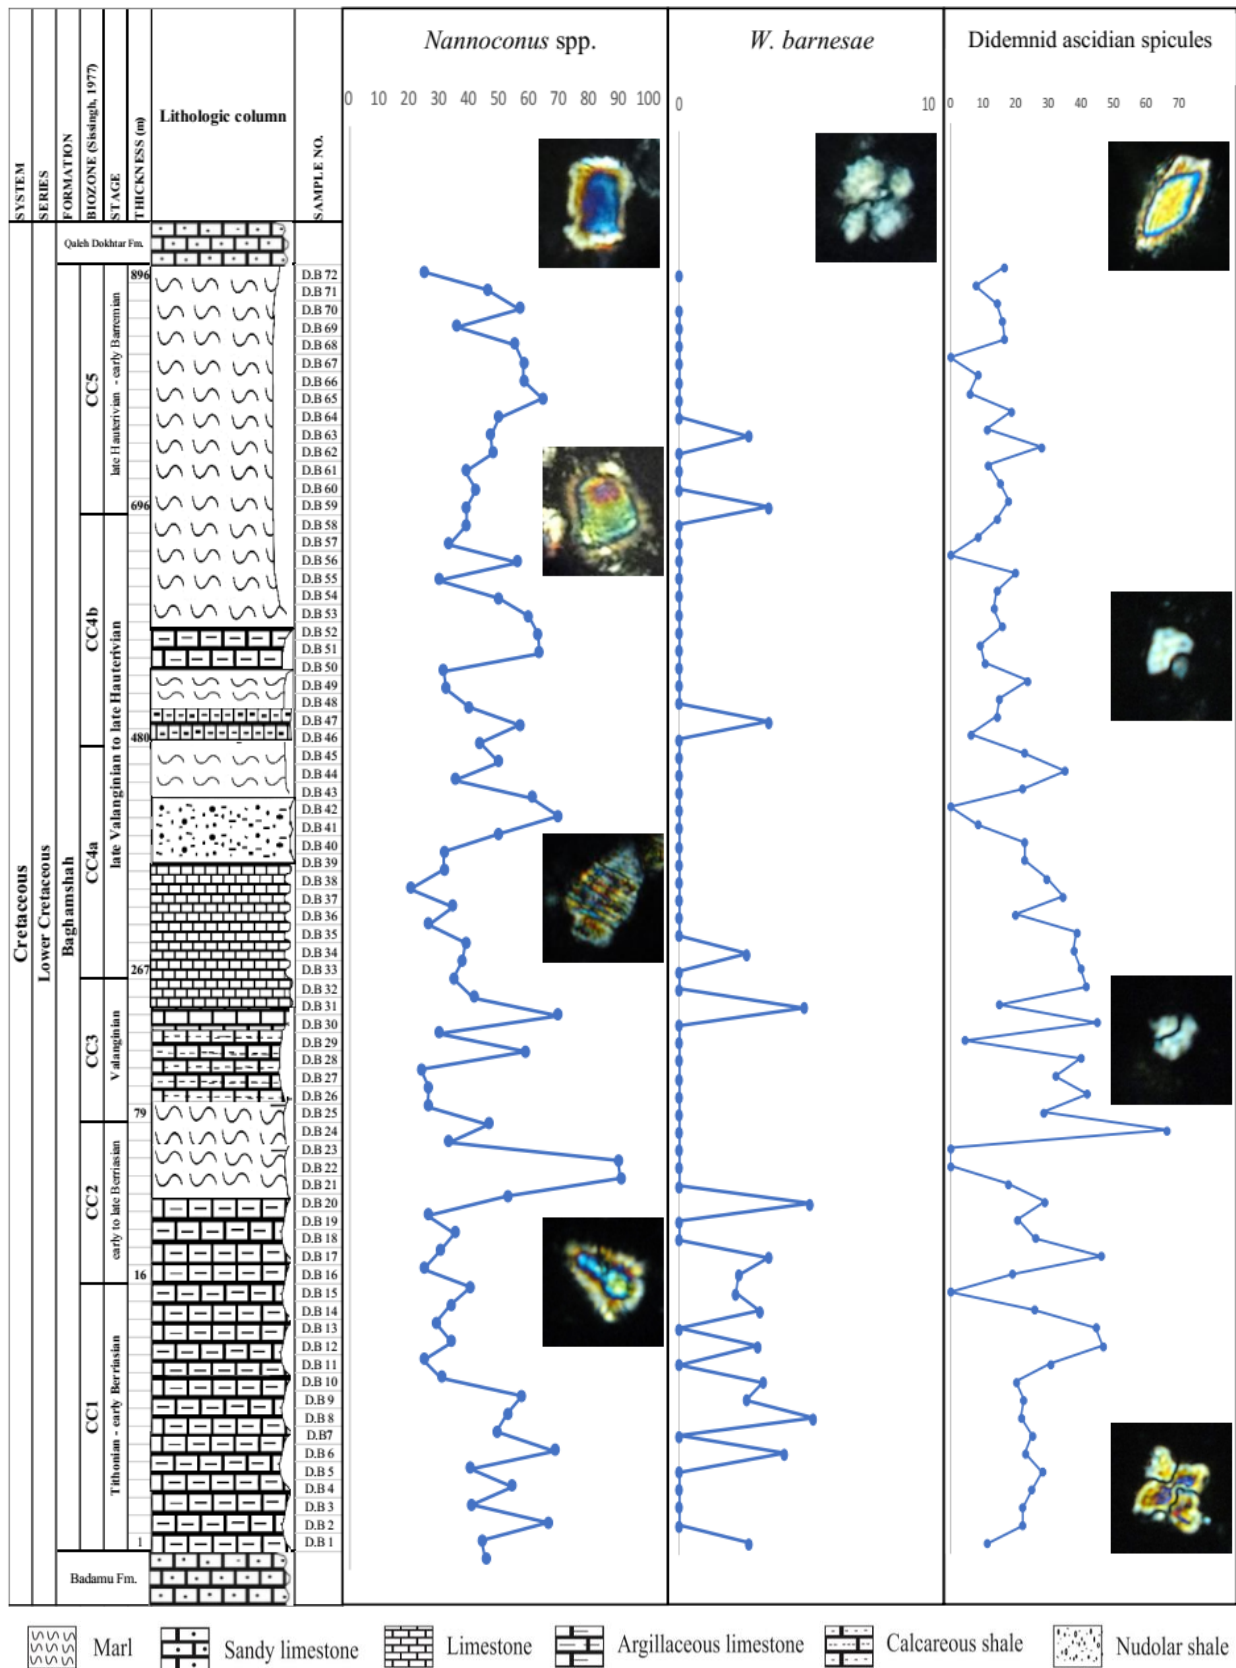 SYSTEM
SERIES
FORMATION
BIOZONE (Sissingh, 1977)
STAGE
THICKNESS (m)
Lithologic column
SAMPLE NO.
Nannoconus spp.
W. barnesae
Didemnid ascidian spicules
0 10 20 30 40 50 60 70 80 90 100
0 10
0 10 20 30 40 50 60 70
Qaleh Dokhtar Fm.
Cretaceous
Lower Cretaceous
Baghamshah
CC5
CC4b
CC4a
CC3
CC2
CC1
late Hauterivian - early Barremian
late Valanginian to late Hauterivian
Valanginian
early to late Berriasian
Tithonian - early Berriasian
896
696
480
267
79
16
1
D.B 72
D.B 71
D.B 70
D.B 69
D.B 68
D.B 67
D.B 66
D.B 65
D.B 64
D.B 63
D.B 62
D.B 61
D.B 60
D.B 59
D.B 58
D.B 57
D.B 56
D.B 55
D.B 54
D.B 53
D.B 52
D.B 51
D.B 50
D.B 49
D.B 48
D.B 47
D.B 46
D.B 45
D.B 44
D.B 43
D.B 42
D.B 41
D.B 40
D.B 39
D.B 38
D.B 37
D.B 36
D.B 35
D.B 34
D.B 33
D.B 32
D.B 31
D.B 30
D.B 29
D.B 28
D.B 27
D.B 26
D.B 25
D.B 24
D.B 23
D.B 22
D.B 21
D.B 20
D.B 19
D.B 18
D.B 17
D.B 16
D.B 15
D.B 14
D.B 13
D.B 12
D.B 11
D.B 10
D.B 9
D.B 8
D.B7
D.B 6
D.B 5
D.B 4
D.B 3
D.B 2
D.B 1
Badamu Fm.
Marl
Sandy limestone
Limestone
Argillaceous limestone
Calcareous shale
Nudolar shale